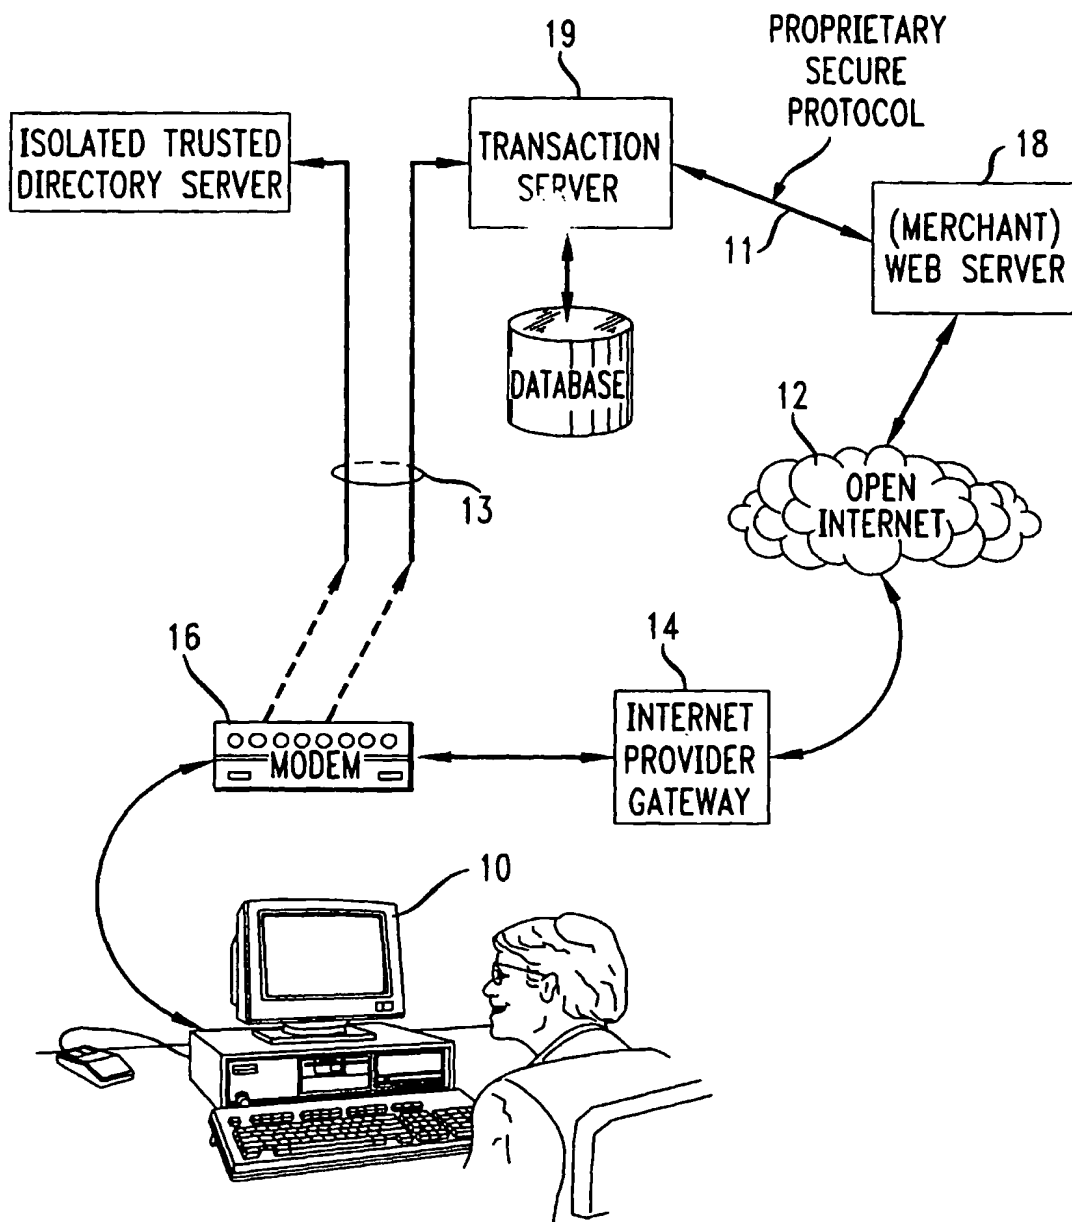 19
PROPRIETARY
SECURE
PROTOCOL
ISOLATED TRUSTED
DIRECTORY SERVER
TRANSACTION
SERVER
18
11
(MERCHANT)
WEB SERVER
DATABASE
12
OPEN
INTERNET
13
16
14
MODEM
INTERNET
PROVIDER
GATEWAY
10